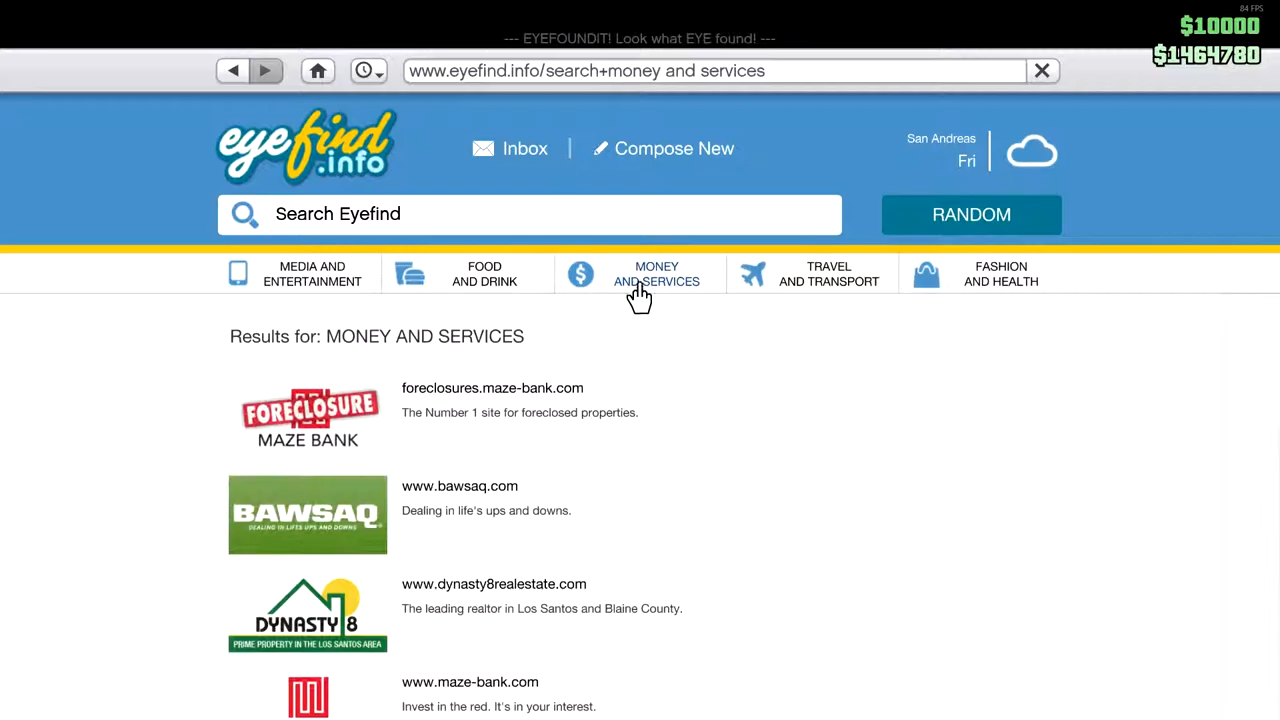 84 FPS
$10000
--- EYEFOUNDIT! Look what EYE found! ---
$1464780
www.eyefind.info/search+money and services
eyefind
.info
Inbox
Compose New
San Andreas
Fri
Search Eyefind
RANDOM
MEDIA AND
ENTERTAINMENT
FOOD
AND DRINK
MONEY
AND SERVICES
TRAVEL
AND TRANSPORT
FASHION
AND HEALTH
Results for: MONEY AND SERVICES
FORECLOSURE
MAZE BANK
foreclosures.maze-bank.com
The Number 1 site for foreclosed properties.
BAWSAQ
DEALING IN LIFE'S UPS AND DOWNS
www.bawsaq.com
Dealing in life's ups and downs.
DYNASTY 8
PRIME PROPERTY IN THE LOS SANTOS AREA
www.dynasty8realestate.com
The leading realtor in Los Santos and Blaine County.
www.maze-bank.com
Invest in the red. It's in your interest.